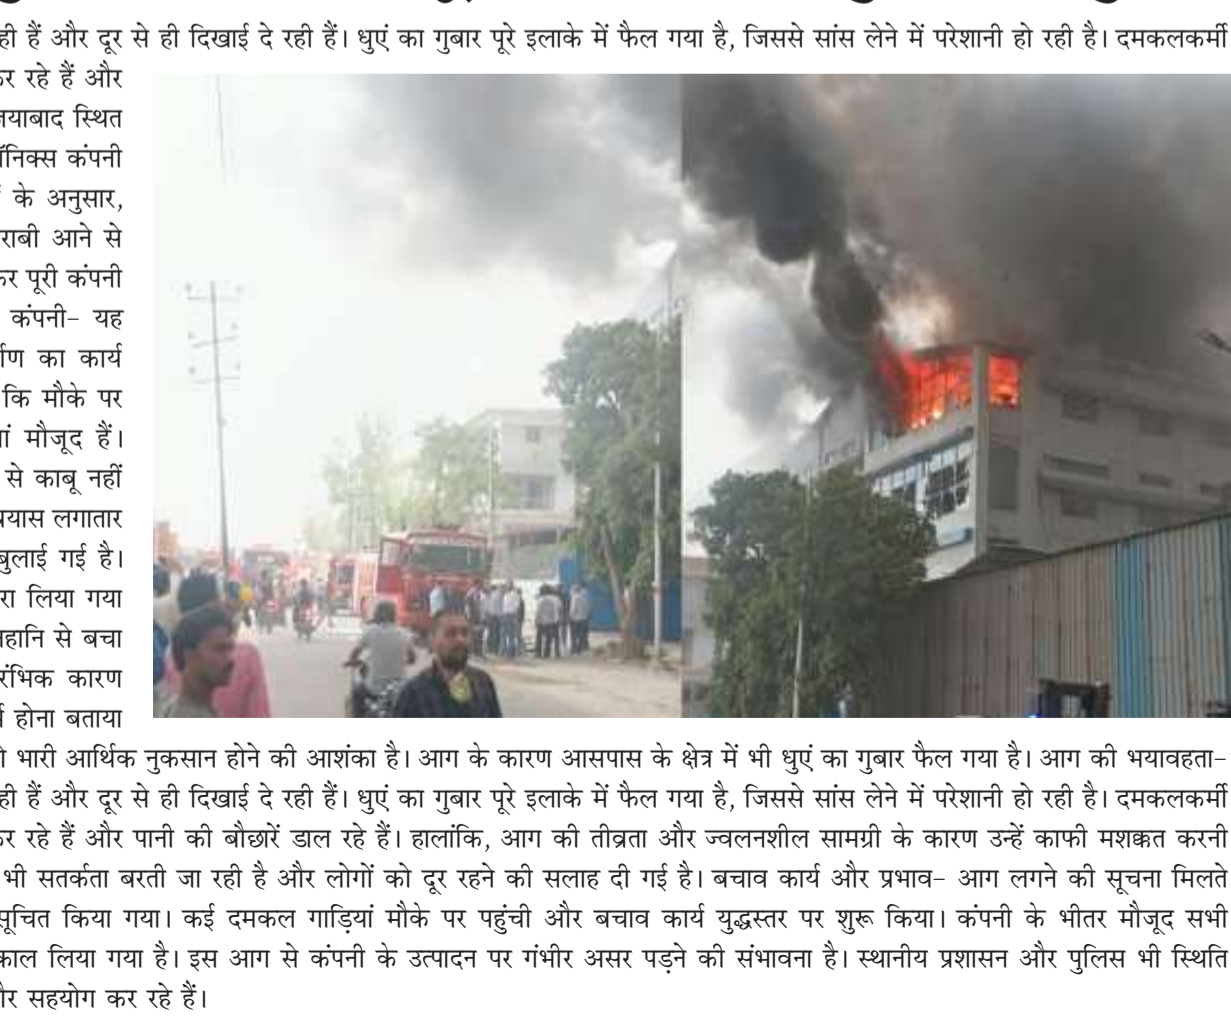 ही हैं और दूर से ही दिखाई दे रही हैं। धुएं का गुबार पूरे इलाके में फैल गया है, जिससे सांस लेने में परेशानी हो रही है। दमकलकर्मी
कर रहे हैं और
स्थित
कंपनी
के अनुसार,
आने से
कर पूरी कंपनी
कंपनी– यह
का कार्य
कि मौके पर
मौजूद हैं।
से काबू नहीं
प्रयास लगातार
बुलाई गई है।
लिया गया
से बचा
कारण
होना बताया
भारी आर्थिक नुकसान होने की आशंका है। आग के कारण आसपास के क्षेत्र में भी धुएं का गुबार फैल गया है। आग की भयावहता–
ही हैं और दूर से ही दिखाई दे रही हैं। धुएं का गुबार पूरे इलाके में फैल गया है, जिससे सांस लेने में परेशानी हो रही है। दमकलकर्मी
कर रहे हैं और पानी की बौछारें डाल रहे हैं। हालांकि, आग की तीव्रता और ज्वलनशील सामग्री के कारण उन्हें काफी मशक्कत करनी
भी सतर्कता बरती जा रही है और लोगों को दूर रहने की सलाह दी गई है। बचाव कार्य और प्रभाव– आग लगने की सूचना मिलते
सूचित किया गया। कई दमकल गाड़ियां मौके पर पहुंची और बचाव कार्य युद्धस्तर पर शुरू किया। कंपनी के भीतर मौजूद सभी
लिया गया है। इस आग से कंपनी के उत्पादन पर गंभीर असर पड़ने की संभावना है। स्थानीय प्रशासन और पुलिस भी स्थिति
और सहयोग कर रहे हैं।